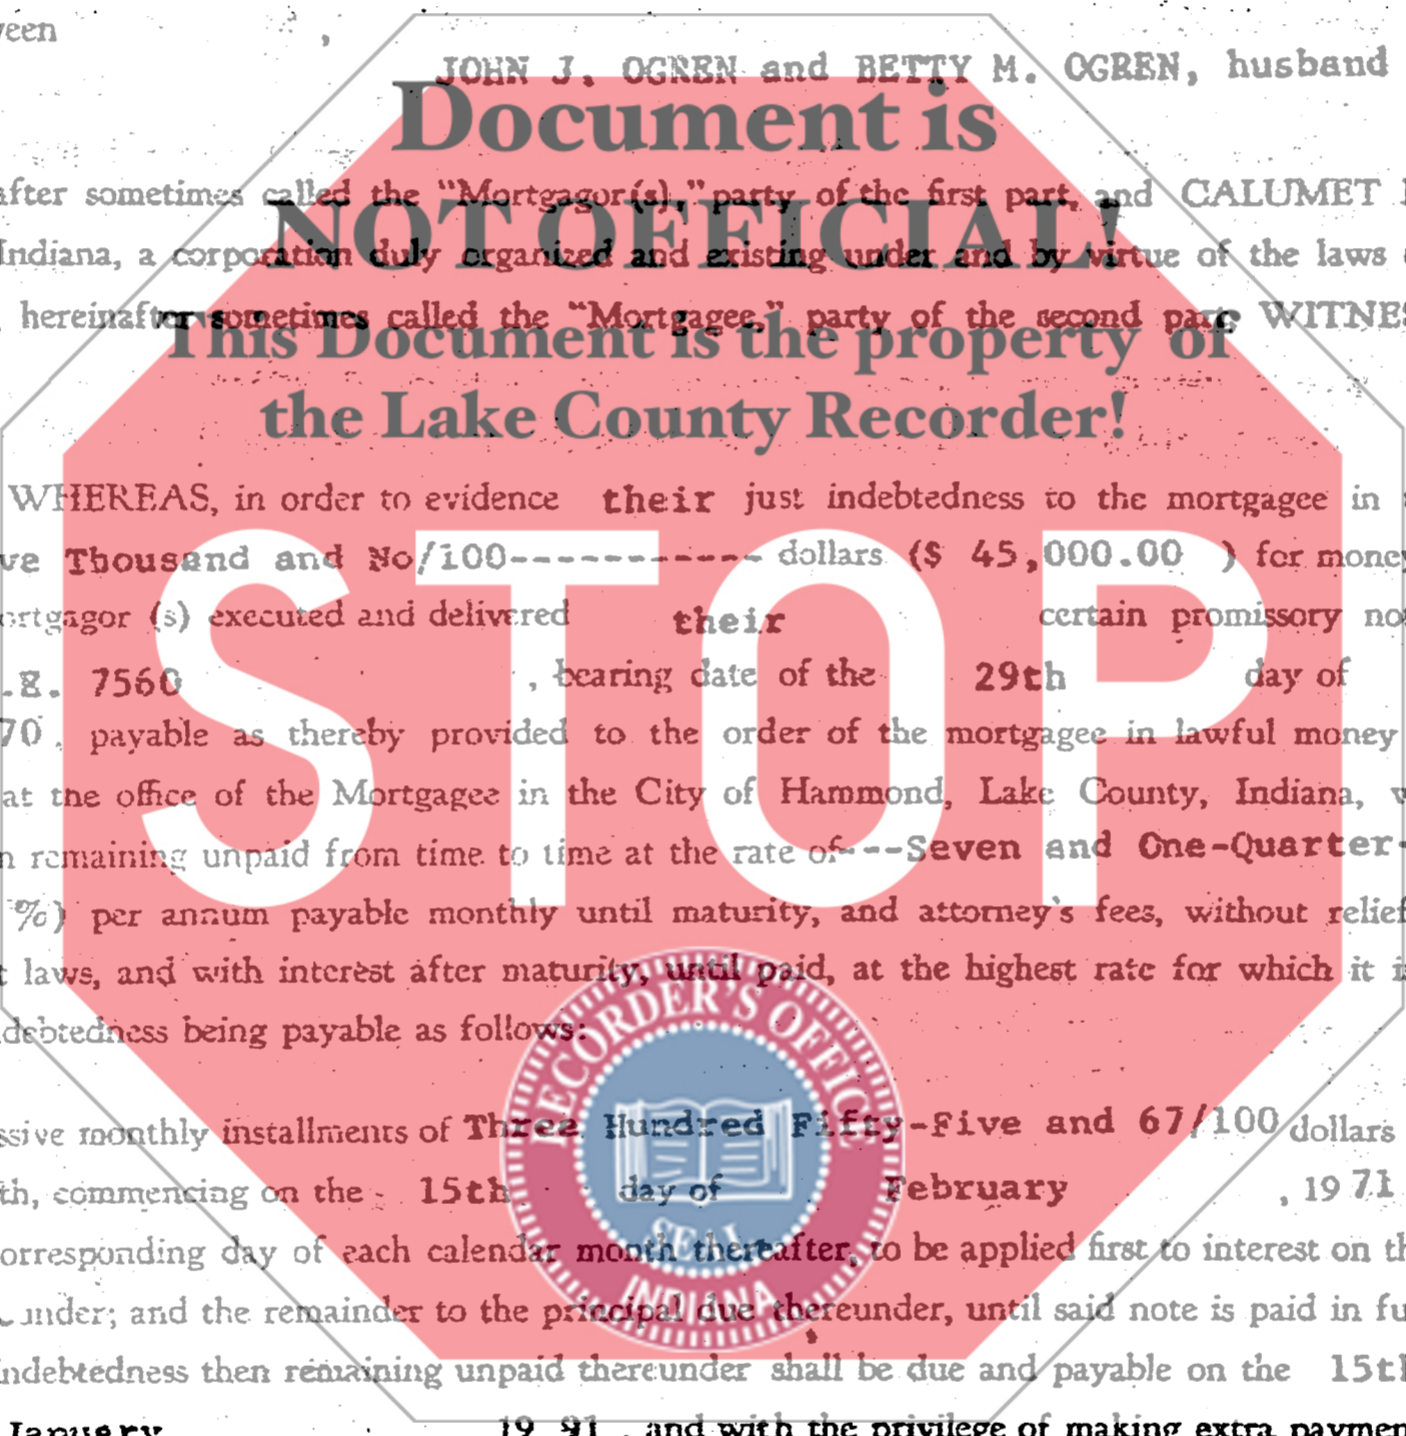 ween ,
JOHN J. OGREN and BETTY M. OGREN, husband
Document is
after sometimes called the "Mortgagor(s)," party of the first part, and CALUMET
NOT OFFICIAL!
Indiana, a corporation duly organized and existing under and by virtue of the laws
hereinafter sometimes called the "Mortgagee," party of the second part, WITNES
This Document is the property of
the Lake County Recorder!
WHEREAS, in order to evidence their just indebtedness to the mortgagee in
ve Thousand and No/100----------- dollars ($ 45,000.00 ) for money
ortgagor (s) executed and delivered their certain promissory no
STOP
.8. 7560 , bearing date of the 29th day of
70, payable as thereby provided to the order of the mortgagee in lawful money
at the office of the Mortgagee in the City of Hammond, Lake County, Indiana,
n remaining unpaid from time to time at the rate of---Seven and One-Quarter-
%) per annum payable monthly until maturity, and attorney's fees, without relief
t laws, and with interest after maturity, until paid, at the highest rate for which it i
debtedness being payable as follows:
RECORDER'S OFFICE
ssive monthly installments of Three Hundred Fifty-Five and 67/100 dollars
th, commencing on the 15th day of February , 19 71
SEAL
orresponding day of each calendar month thereafter, to be applied first to interest on th
INDIANA
under; and the remainder to the principal due thereunder, until said note is paid in fu
indebtedness then remaining unpaid thereunder shall be due and payable on the 15th
January 19 91, and with the privilege of making extra paymen